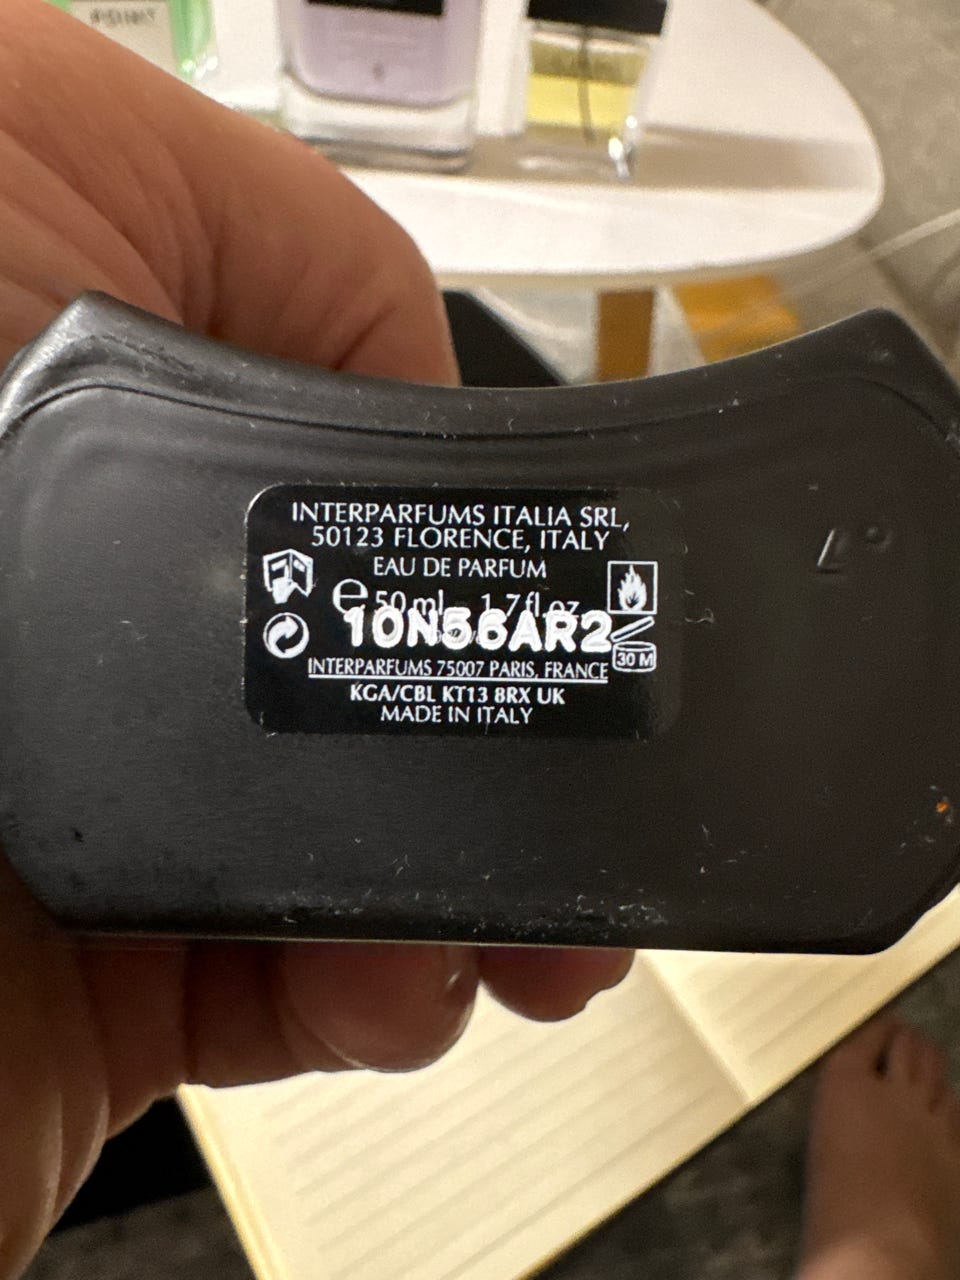 POINT
INTERPARFUMS ITALIA SRL,
50123 FLORENCE, ITALY
EAU DE PARFUM
℮ 50 ml 1.7 fl.oz
10N56AR2
30 M
INTERPARFUMS 75007 PARIS, FRANCE
KGA/CBL KT13 8RX UK
MADE IN ITALY
L°